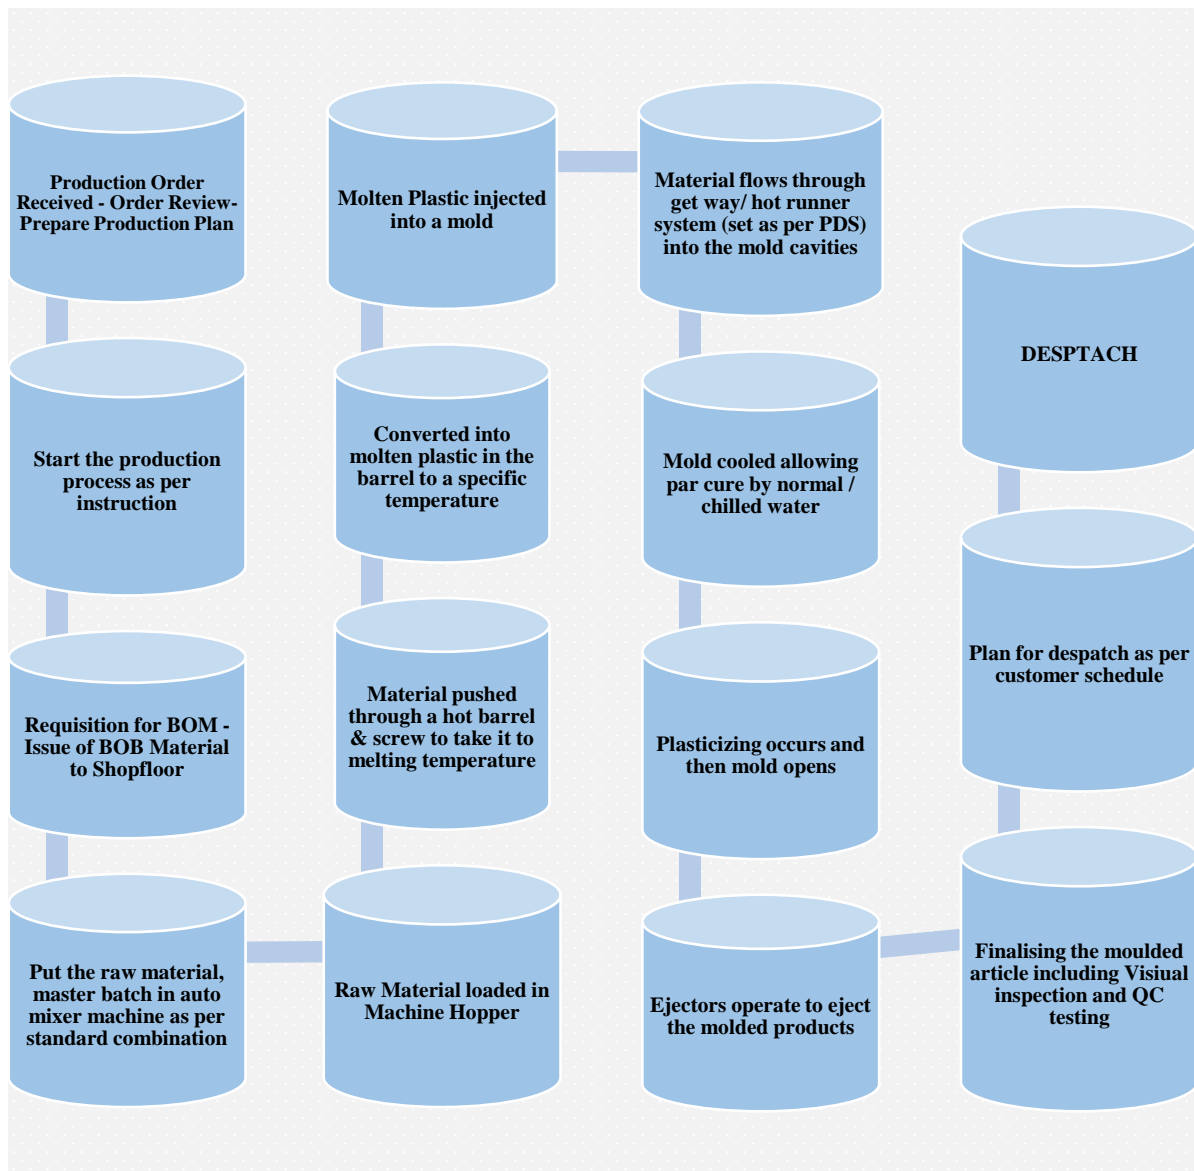 Production Order
Received - Order Review-
Prepare Production Plan
Start the production
process as per
instruction
Requisition for BOM -
Issue of BOB Material
to Shopfloor
Put the raw material,
master batch in auto
mixer machine as per
standard combination
Raw Material loaded in
Machine Hopper
Material pushed
through a hot barrel
& screw to take it to
melting temperature
Converted into
molten plastic in the
barrel to a specific
temperature
Molten Plastic injected
into a mold
Material flows through
get way/ hot runner
system (set as per PDS)
into the mold cavities
Mold cooled allowing
par cure by normal /
chilled water
Plasticizing occurs and
then mold opens
Ejectors operate to eject
the molded products
Finalising the moulded
article including Visiual
inspection and QC
testing
Plan for despatch as per
customer schedule
DESPTACH